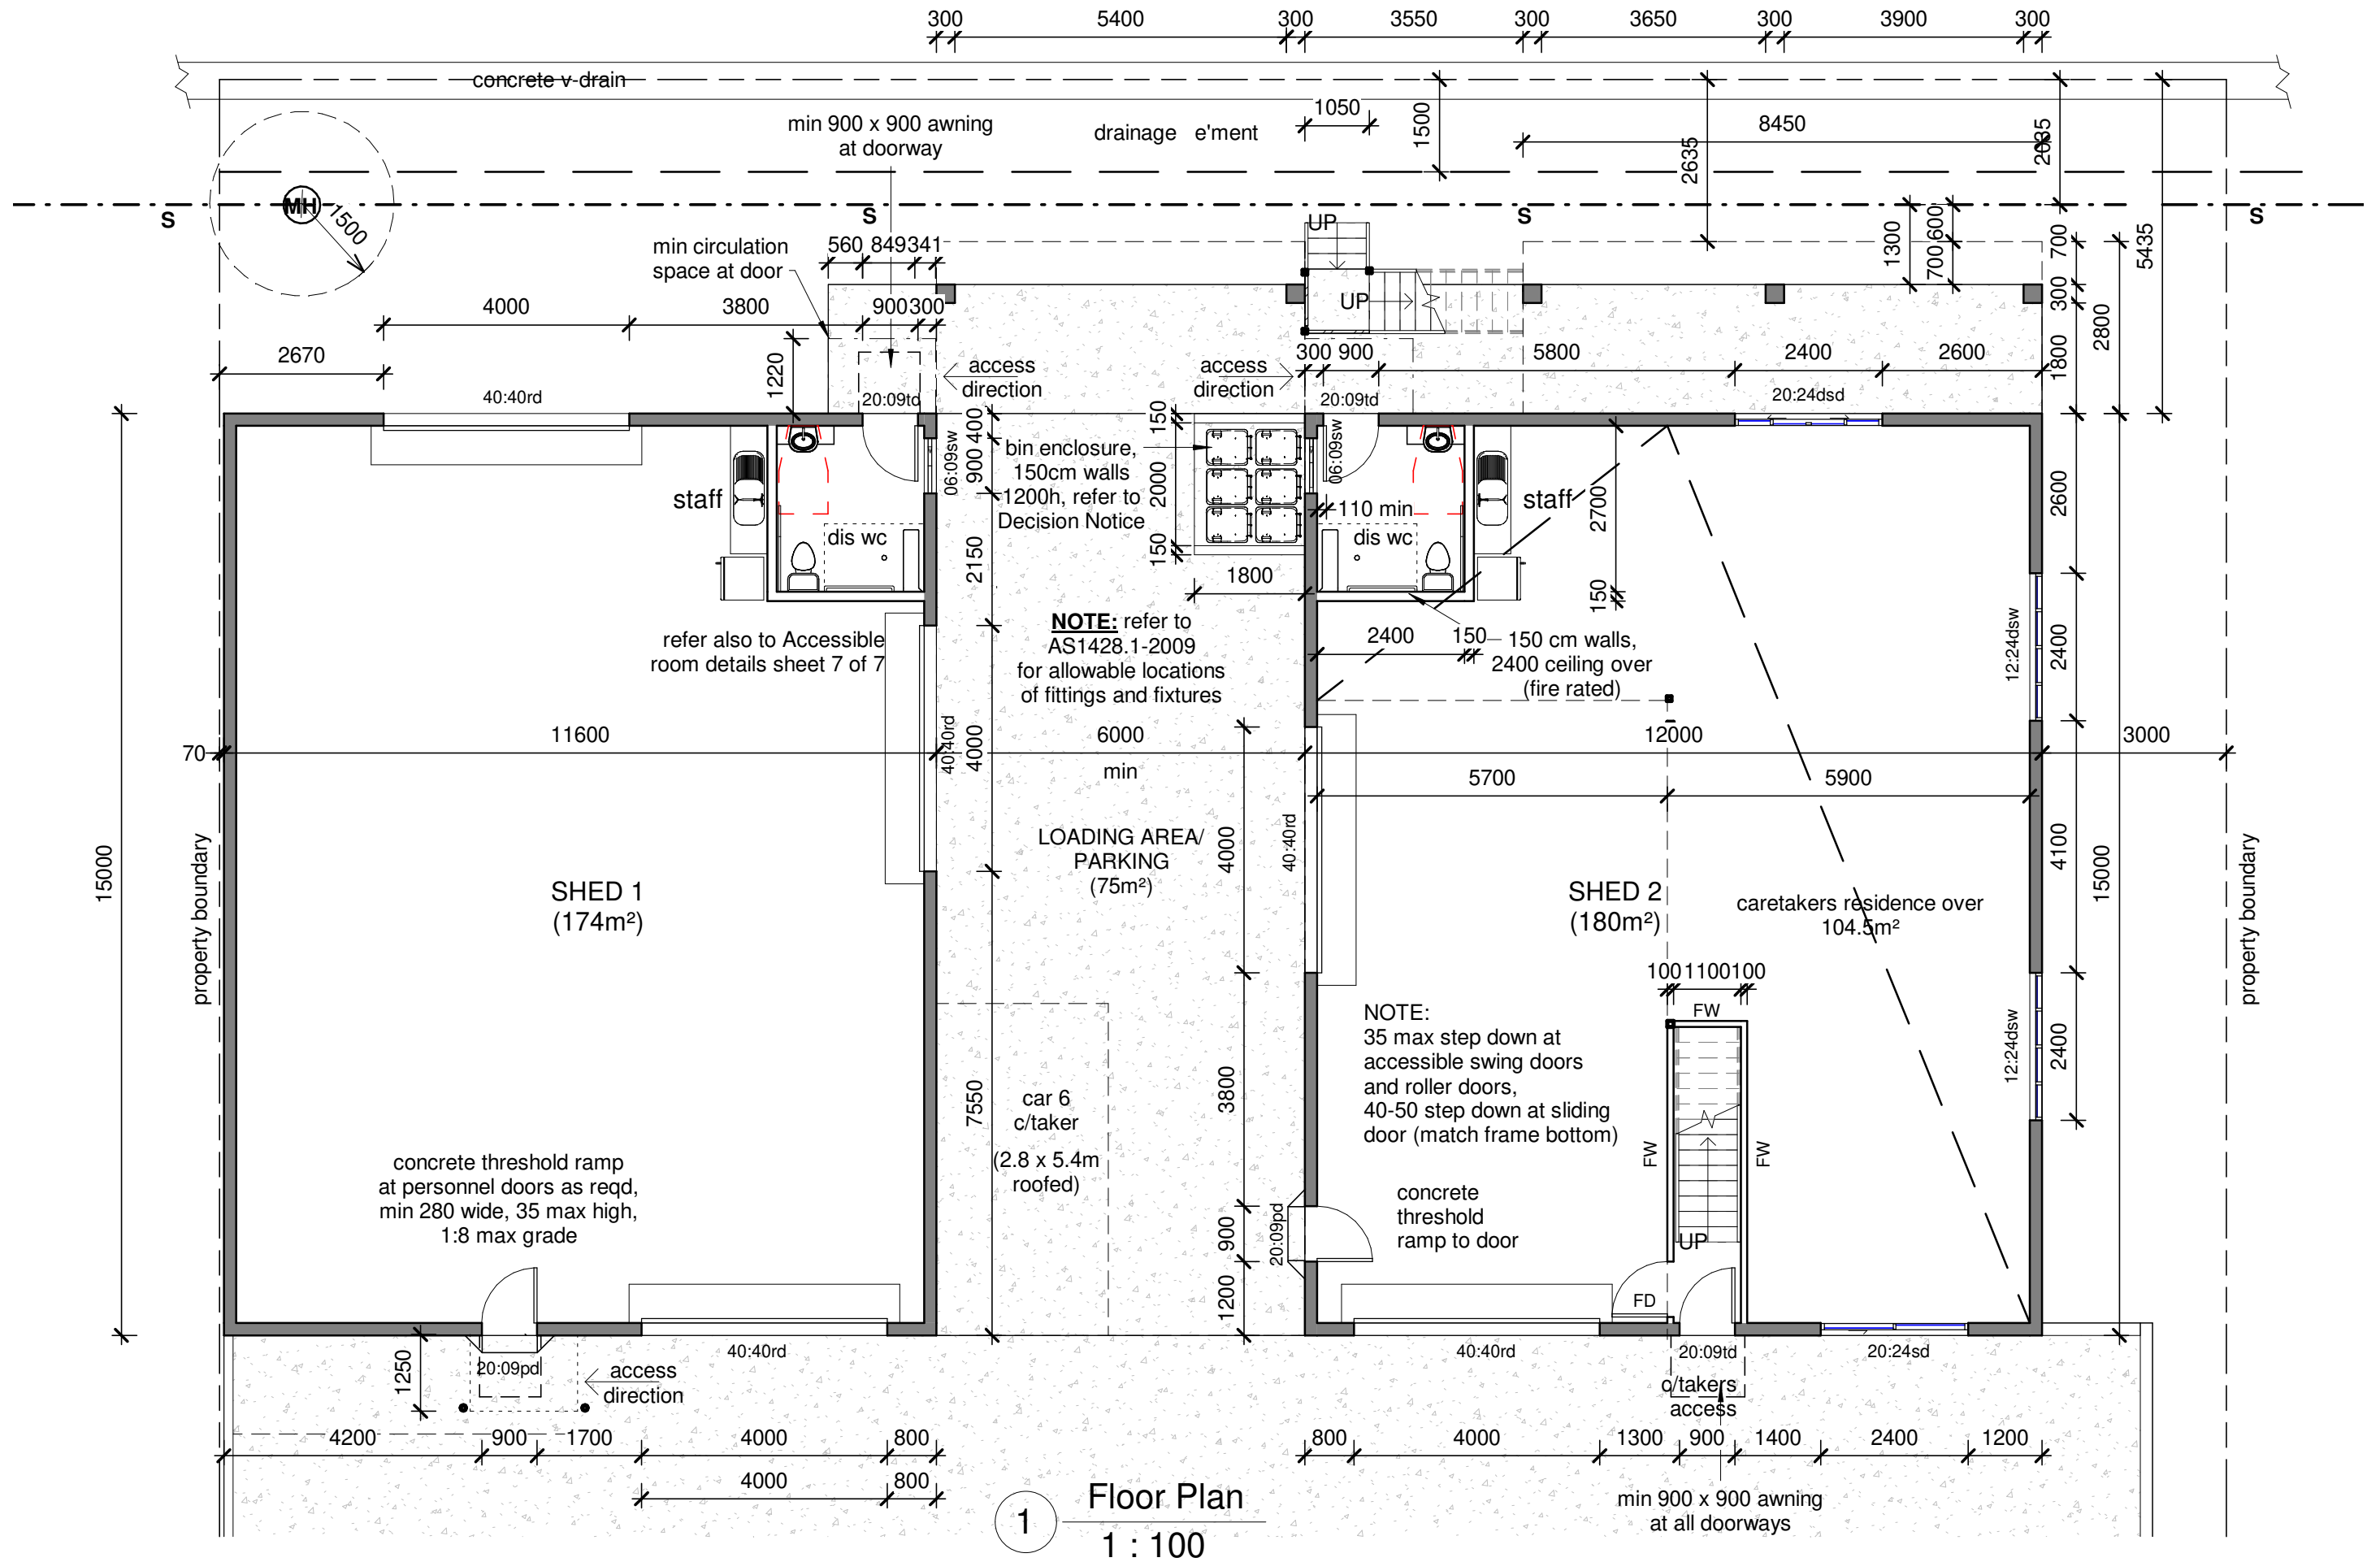 300 5400 300 3550 300 3650 300 3900 300
concrete v-drain
min 900 x 900 awning
at doorway
drainage e'ment
1050
1500
2635
8450
2035
5435
MH
1500
S S S S
UP
UP
min circulation
space at door
560 849 341
1300
700 600
700
300
1800
2800
4000 3800 900 300
2670
1220
access
direction
access
direction
300 900 5800 2400 2600
40:40rd
20:09td
20:09td
20:24dsd
400
900
2150
4000
7550
06:09sw
150
2000
150
bin enclosure,
150cm walls
1200h, refer to
Decision Notice
06:09sw
110 min
staff
dis wc
dis wc
staff
2700
150
2600
2400
4100
2400
15000
12:24dsw
12:24dsw
1800
refer also to Accessible
room details sheet 7 of 7
NOTE: refer to
AS1428.1-2009
for allowable locations
of fittings and fixtures
2400 150
150 cm walls,
2400 ceiling over
(fire rated)
70 11600 6000 12000 3000
min
5700 5900
40:40rd
40:40rd
4000
3800
900
1200
15000
property boundary
property boundary
SHED 1
(174m²)
LOADING AREA/
PARKING
(75m²)
SHED 2
(180m²)
caretakers residence over
104.5m²
100 1100 100
FW
FW
FW
UP
FD
NOTE:
35 max step down at
accessible swing doors
and roller doors,
40-50 step down at sliding
door (match frame bottom)
car 6
c/taker
(2.8 x 5.4m
roofed)
concrete threshold ramp
at personnel doors as reqd,
min 280 wide, 35 max high,
1:8 max grade
concrete
threshold
ramp to door
20:09pd
1250
20:09pd
access
direction
40:40rd
40:40rd
20:09td
20:24sd
c/takers
access
4200 900 1700 4000 800
4000 800
800 4000 1300 900 1400 2400 1200
min 900 x 900 awning
at all doorways
1
Floor Plan
1 : 100